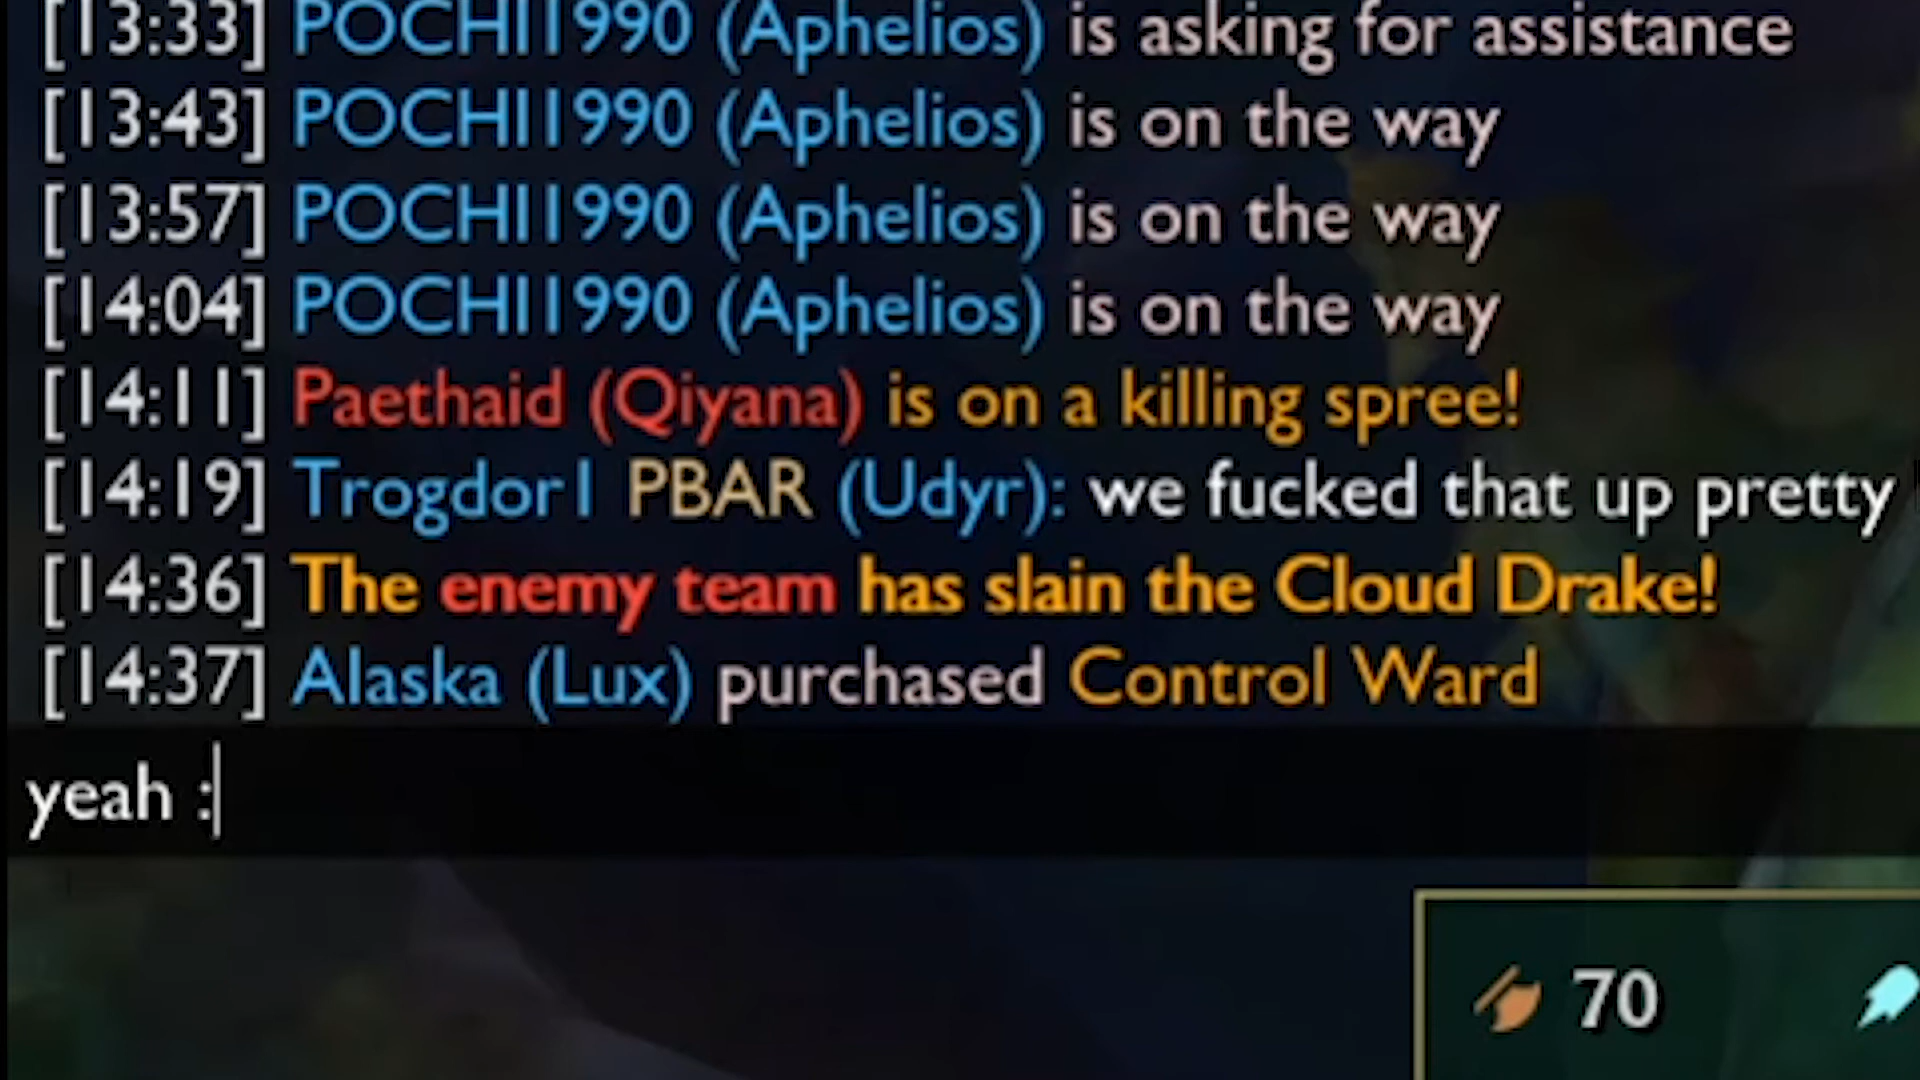 [13:33] POCHI1990 (Aphelios) is asking for assistance
[13:43] POCHI1990 (Aphelios) is on the way
[13:57] POCHI1990 (Aphelios) is on the way
[14:04] POCHI1990 (Aphelios) is on the way
[14:11] Paethaid (Qiyana) is on a killing spree!
[14:19] Trogdor1 PBAR (Udyr): we fucked that up pretty
[14:36] The enemy team has slain the Cloud Drake!
[14:37] Alaska (Lux) purchased Control Ward
yeah :
70